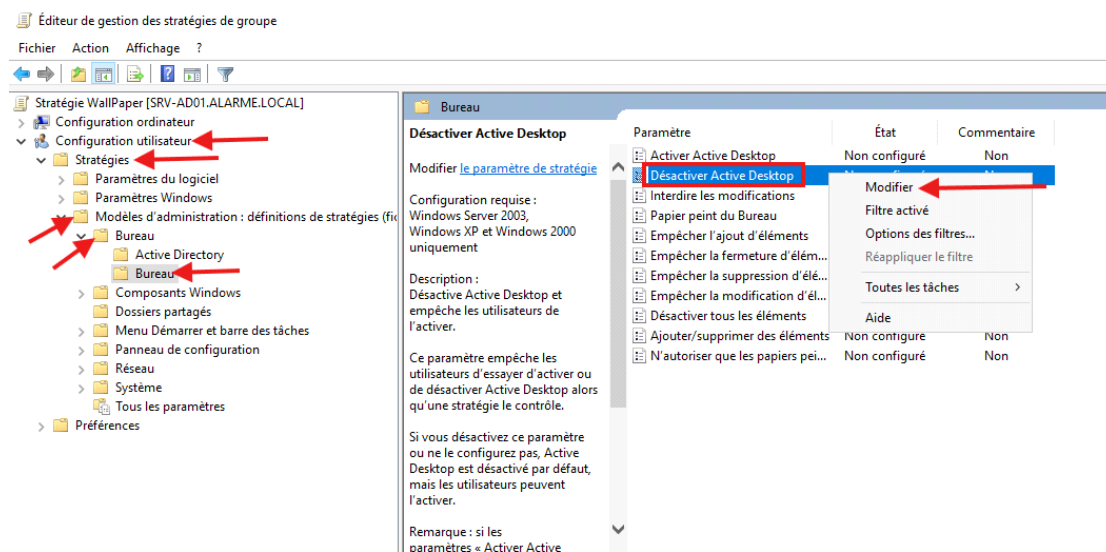 Éditeur de gestion des stratégies de groupe
Fichier Action Affichage ?
Stratégie WallPaper [SRV-AD01.ALARME.LOCAL]
Configuration ordinateur
Configuration utilisateur
Stratégies
Paramètres du logiciel
Paramètres Windows
Modèles d'administration : définitions de stratégies (fic
Bureau
Active Directory
Bureau
Composants Windows
Dossiers partagés
Menu Démarrer et barre des tâches
Panneau de configuration
Réseau
Système
Tous les paramètres
Préférences
Bureau
Désactiver Active Desktop
Modifier le paramètre de stratégie
Configuration requise :
Windows Server 2003,
Windows XP et Windows 2000
uniquement
Description :
Désactive Active Desktop et
empêche les utilisateurs de
l'activer.
Ce paramètre empêche les
utilisateurs d'essayer d'activer ou
de désactiver Active Desktop alors
qu'une stratégie le contrôle.
Si vous désactivez ce paramètre
ou ne le configurez pas, Active
Desktop est désactivé par défaut,
mais les utilisateurs peuvent
l'activer.
Remarque : si les
paramètres « Activer Active
Paramètre État Commentaire
Activer Active Desktop Non configuré Non
Désactiver Active Desktop
Interdire les modifications
Papier peint du Bureau
Empêcher l'ajout d'éléments
Empêcher la fermeture d'élém...
Empêcher la suppression d'élé...
Empêcher la modification d'él...
Désactiver tous les éléments
Ajouter/supprimer des éléments Non configuré Non
N'autoriser que les papiers pei... Non configuré Non
Modifier
Filtre activé
Options des filtres...
Réappliquer le filtre
Toutes les tâches
Aide